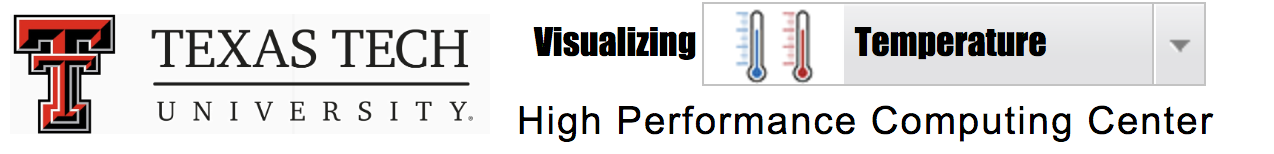 TEXAS TECH
UNIVERSITY.
Visualizing Temperature
High Performance Computing Center